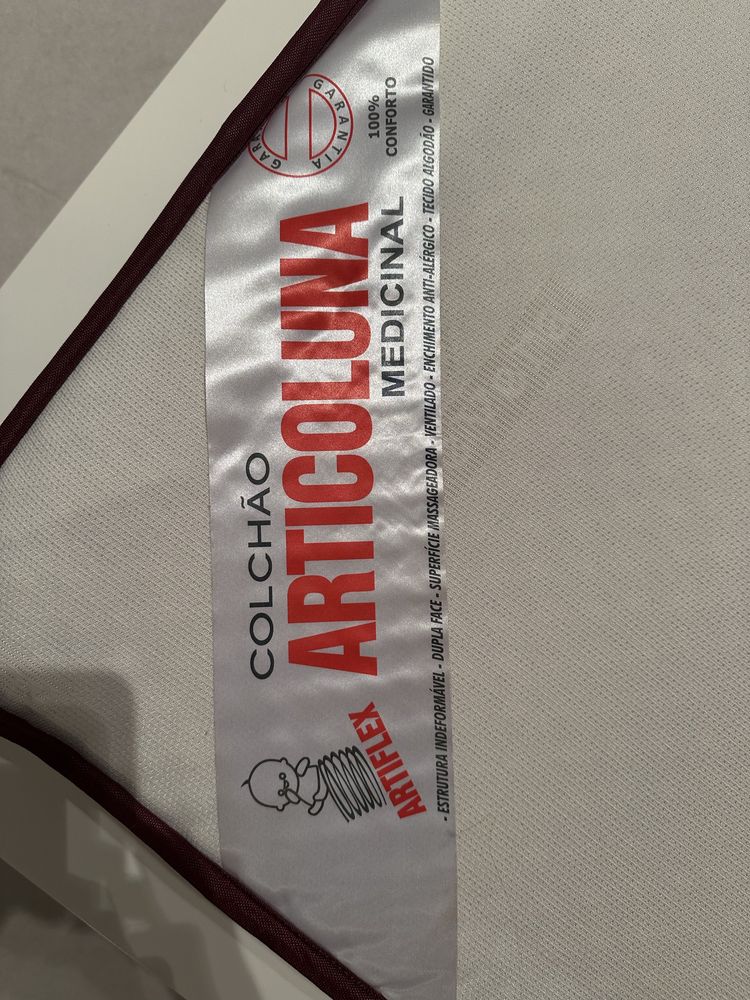 ARTIFLEX
COLCHÃO
ARTICOLUNA
MEDICINAL
GARANTIA
100%
CONFORTO
- ESTRUTURA INDEFORMÁVEL - DUPLA FACE - SUPERFÍCIE MASSAGEADORA - VENTILADO - ENCHIMENTO ANTI-ALÉRGICO - TECIDO ALGODÃO - GARANTIDO